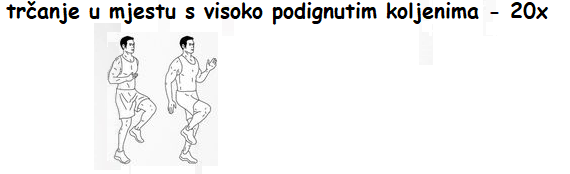 trčanje u mjestu s visoko podignutim koljenima - 20x